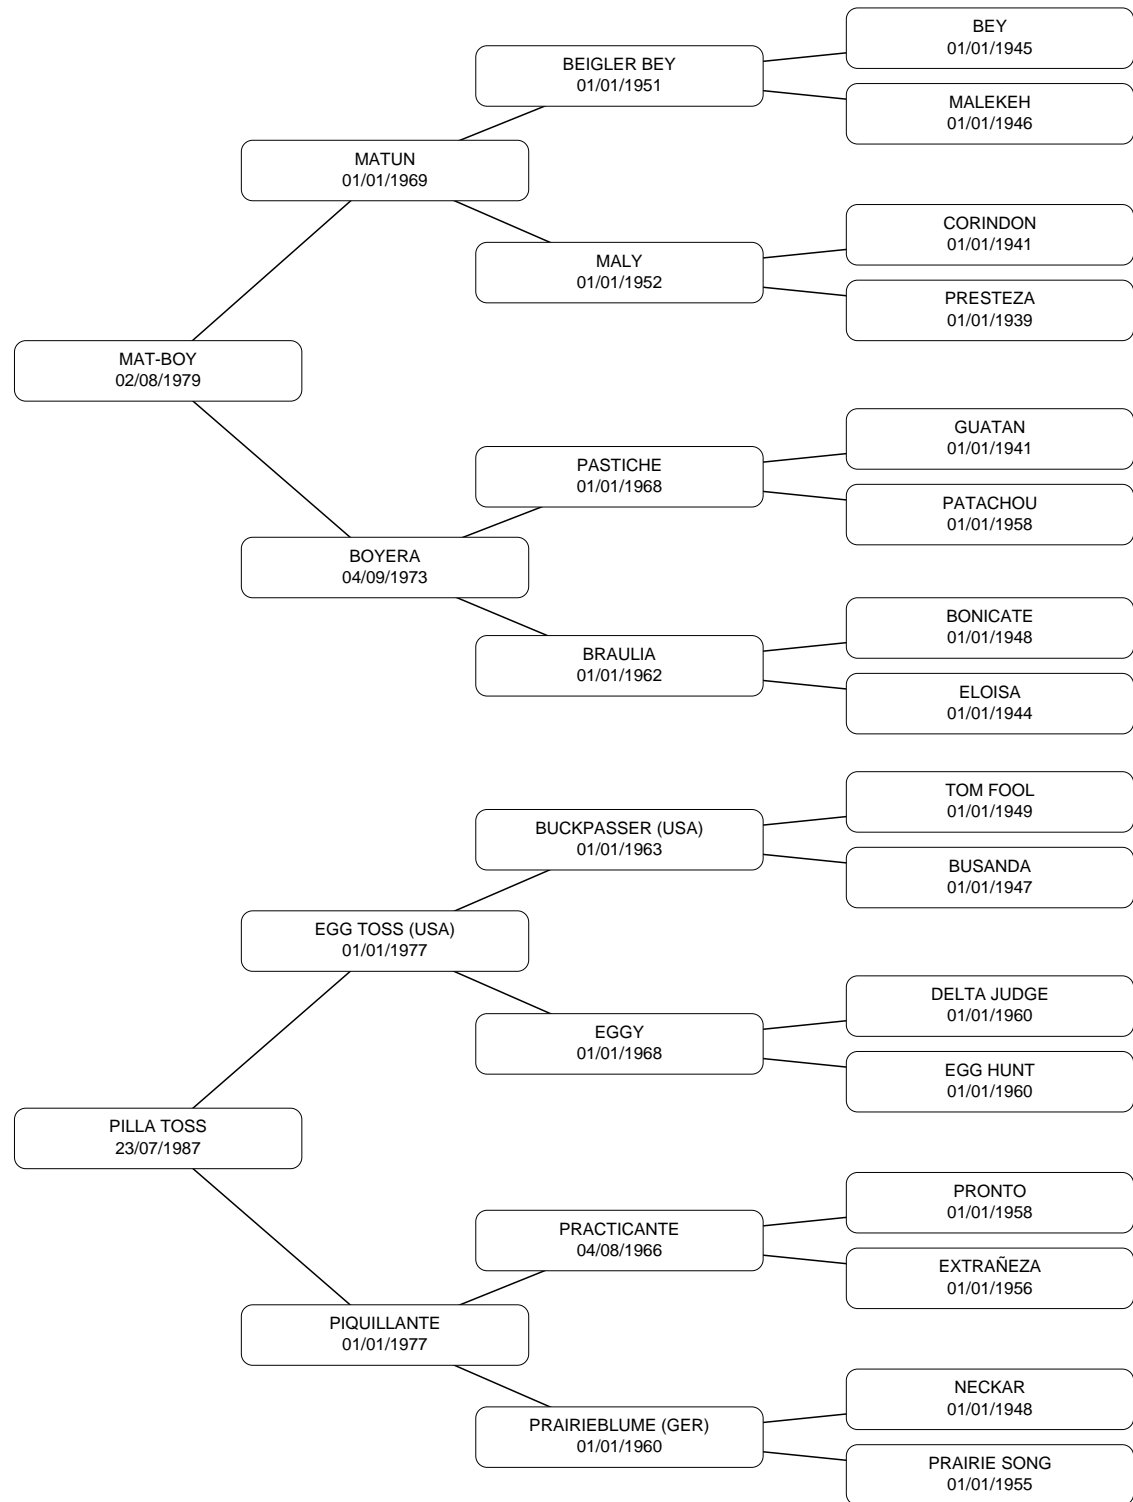 BEY
01/01/1945
BEIGLER BEY
01/01/1951
MALEKEH
01/01/1946
MATUN
01/01/1969
CORINDON
01/01/1941
MALY
01/01/1952
PRESTEZA
01/01/1939
MAT-BOY
02/08/1979
GUATAN
01/01/1941
PASTICHE
01/01/1968
PATACHOU
01/01/1958
BOYERA
04/09/1973
BONICATE
01/01/1948
BRAULIA
01/01/1962
ELOISA
01/01/1944
TOM FOOL
01/01/1949
BUCKPASSER (USA)
01/01/1963
BUSANDA
01/01/1947
EGG TOSS (USA)
01/01/1977
DELTA JUDGE
01/01/1960
EGGY
01/01/1968
EGG HUNT
01/01/1960
PILLA TOSS
23/07/1987
PRONTO
01/01/1958
PRACTICANTE
04/08/1966
EXTRAÑEZA
01/01/1956
PIQUILLANTE
01/01/1977
NECKAR
01/01/1948
PRAIRIEBLUME (GER)
01/01/1960
PRAIRIE SONG
01/01/1955